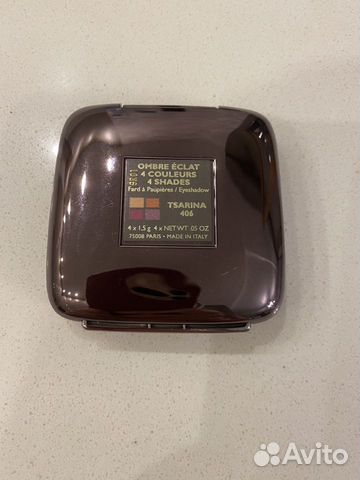 OMBRE ÉCLAT
4 COULEURS
4 SHADES
Fard à Paupières / Eyeshadow
TSARINA
406
4 x 1,5 g 4 x NET WT .05 OZ
75008 PARIS • MADE IN ITALY
Avito